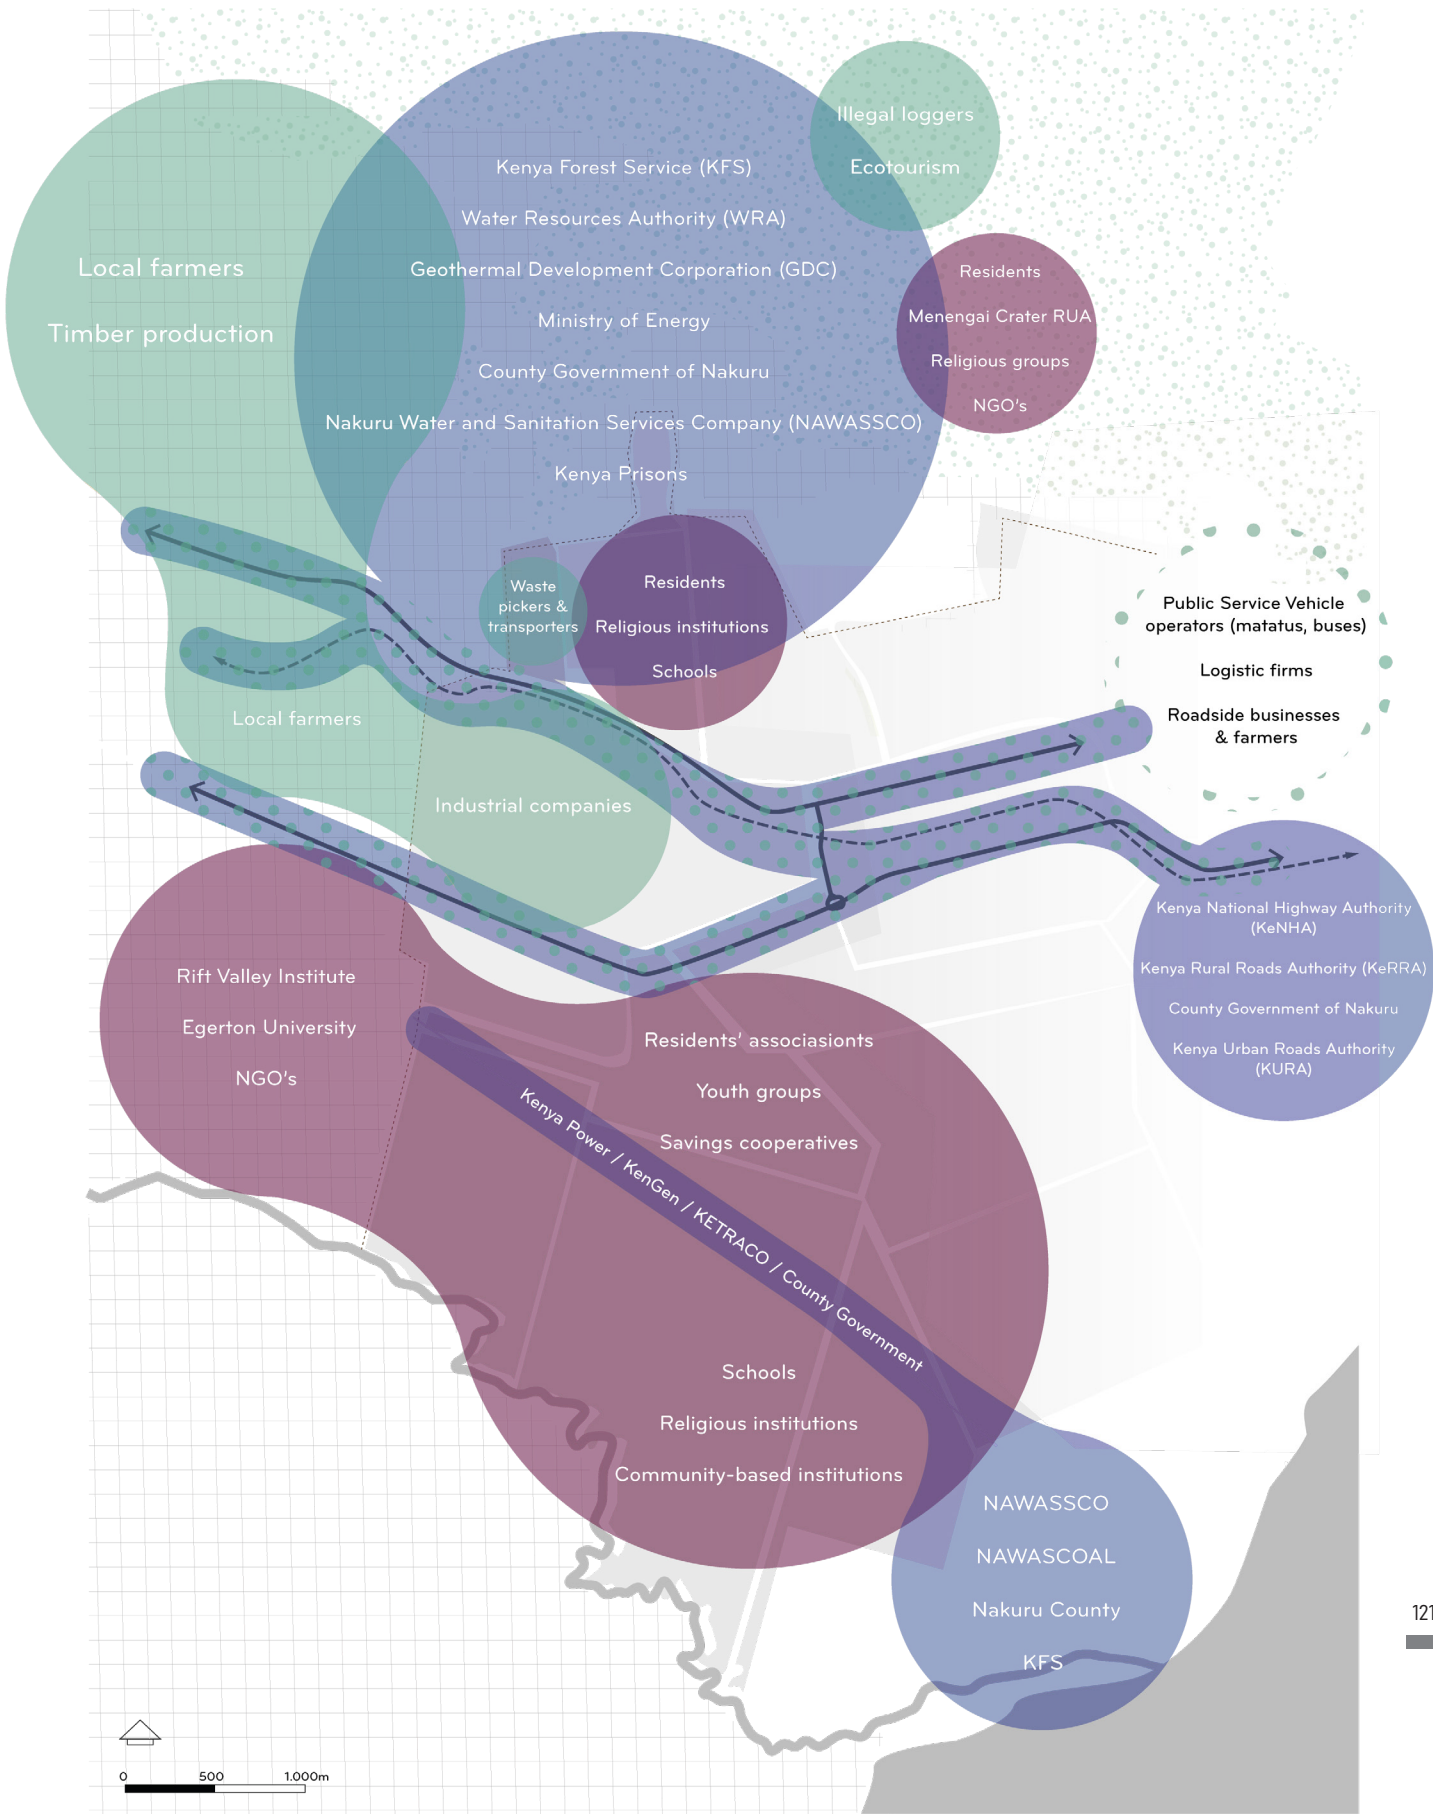 Illegal loggers
Ecotourism
Kenya Forest Service (KFS)
Water Resources Authority (WRA)
Geothermal Development Corporation (GDC)
Ministry of Energy
County Government of Nakuru
Nakuru Water and Sanitation Services Company (NAWASSCO)
Kenya Prisons
Local farmers
Timber production
Residents
Menengai Crater RUA
Religious groups
NGO's
Waste
pickers &
transporters
Residents
Religious institutions
Schools
Public Service Vehicle
operators (matatus, buses)
Logistic firms
Roadside businesses
& farmers
Local farmers
Industrial companies
Kenya National Highway Authority
(KeNHA)
Kenya Rural Roads Authority (KeRRA)
County Government of Nakuru
Kenya Urban Roads Authority
(KURA)
Rift Valley Institute
Egerton University
NGO's
Residents' associasionts
Youth groups
Savings cooperatives
Kenya Power / KenGen / KETRACO / County Government
Schools
Religious institutions
Community-based institutions
NAWASSCO
NAWASCOAL
Nakuru County
KFS
121
0 500 1.000m